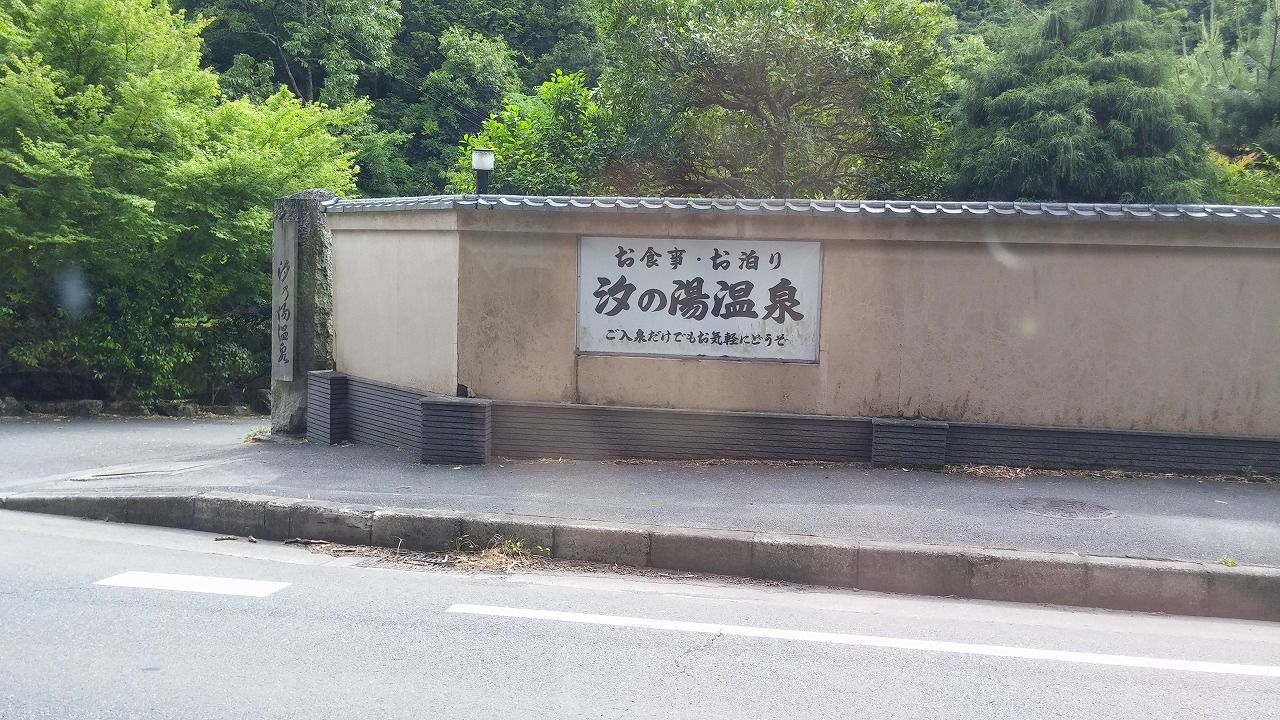 汐の湯温泉
お食事・お泊り
汐の湯温泉
ご入泉だけでもお気軽にどうぞ